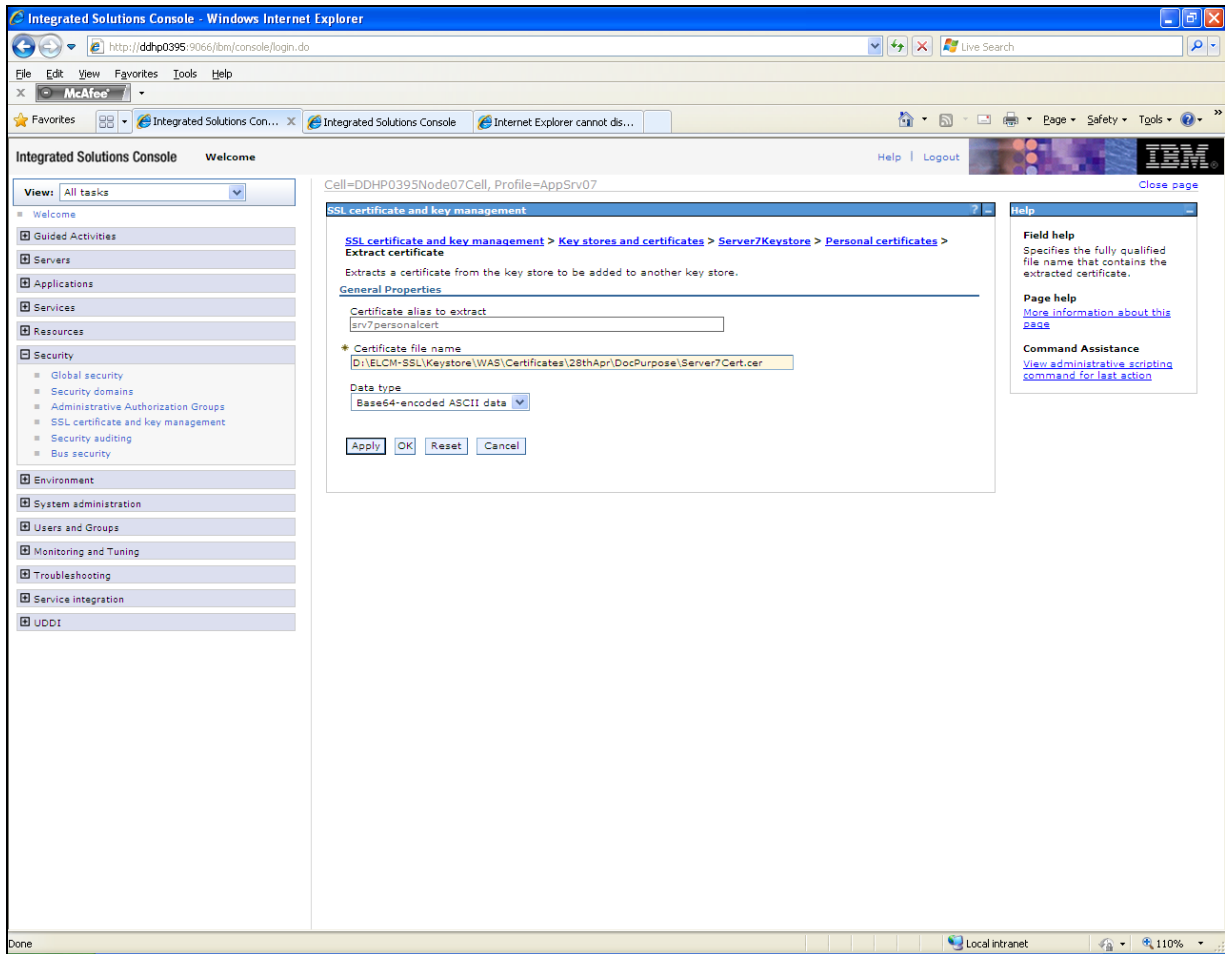 Integrated Solutions Console - Windows Internet Explorer
http://ddhp0395:9066/ibm/console/login.do
Live Search
File Edit View Favorites Tools Help
X McAfee
Favorites
Integrated Solutions Con... X
Integrated Solutions Console
Internet Explorer cannot dis...
Page Safety Tools »
Integrated Solutions Console Welcome
Help | Logout
IBM.
View: All tasks
Welcome
Guided Activities
Servers
Applications
Services
Resources
Security
Global security
Security domains
Administrative Authorization Groups
SSL certificate and key management
Security auditing
Bus security
Environment
System administration
Users and Groups
Monitoring and Tuning
Troubleshooting
Service integration
UDDI
Cell=DDHP0395Node07Cell, Profile=AppSrv07
Close page
SSL certificate and key management ? –
SSL certificate and key management > Key stores and certificates > Server7Keystore > Personal certificates >
Extract certificate
Extracts a certificate from the key store to be added to another key store.
General Properties
Certificate alias to extract
srv7personalcert
* Certificate file name
D:\ELCM-SSL\Keystore\WAS\Certificates\28thApr\DocPurpose\Server7Cert.cer
Data type
Base64-encoded ASCII data
Apply OK Reset Cancel
Help –
Field help
Specifies the fully qualified
file name that contains the
extracted certificate.
Page help
More information about this
page
Command Assistance
View administrative scripting
command for last action
Done
Local intranet
110%